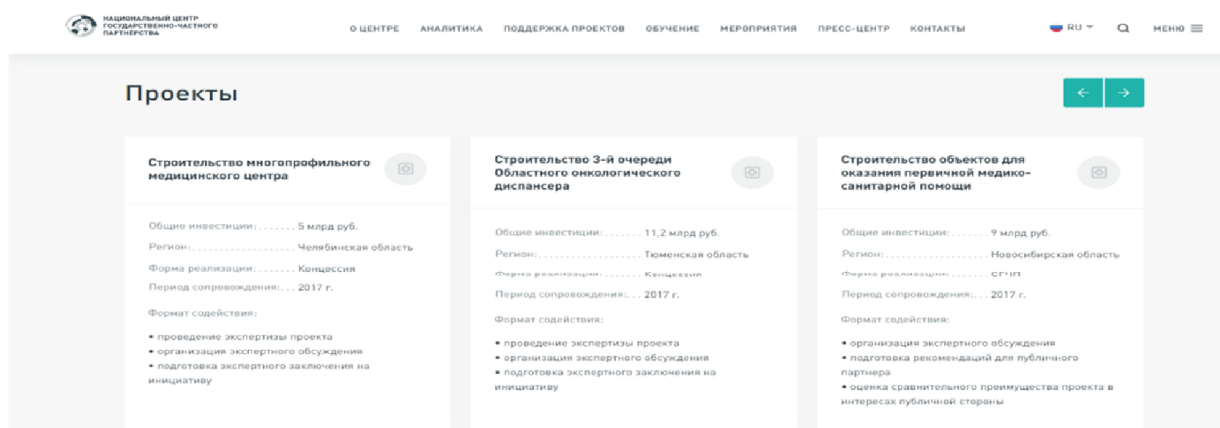 НАЦИОНАЛЬНЫЙ ЦЕНТР
ГОСУДАРСТВЕННО-ЧАСТНОГО
ПАРТНЁРСТВА
О ЦЕНТРЕ АНАЛИТИКА ПОДДЕРЖКА ПРОЕКТОВ ОБУЧЕНИЕ МЕРОПРИЯТИЯ ПРЕСС-ЦЕНТР КОНТАКТЫ RU МЕНЮ
Проекты
Строительство многопрофильного
медицинского центра
Общие инвестиции:....... 5 млрд руб.
Регион:................... Челябинская область
Форма реализации:....... Концессия
Период сопровождения:... 2017 г.
Формат содействия:
▪ проведение экспертизы проекта
▪ организация экспертного обсуждения
▪ подготовка экспертного заключения на
инициативу
Строительство 3-й очереди
Областного онкологического
диспансера
Общие инвестиции:....... 11,2 млрд руб.
Регион:................... Тюменская область
Форма реализации:....... Концессия
Период сопровождения:... 2017 г.
Формат содействия:
▪ проведение экспертизы проекта
▪ организация экспертного обсуждения
▪ подготовка экспертного заключения на
инициативу
Строительство объектов для
оказания первичной медико-
санитарной помощи
Общие инвестиции:....... 9 млрд руб.
Регион:................... Новосибирская область
Форма реализации:.......
Период сопровождения:... 2017 г.
Формат содействия:
▪ организация экспертного обсуждения
▪ подготовка рекомендаций для публичного
партнера
▪ оценка сравнительного преимущества проекта в
интересах публичной стороны